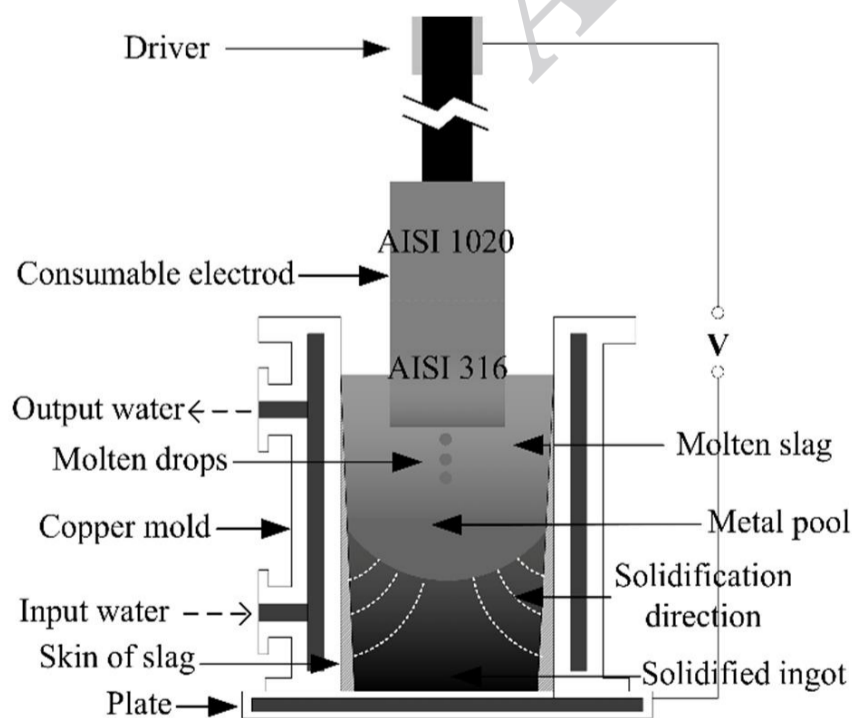 Driver
AISI 1020
Consumable electrod
V
AISI 316
Output water
Molten slag
Molten drops
Copper mold
Metal pool
Solidification
direction
Input water
Skin of slag
Solidified ingot
Plate